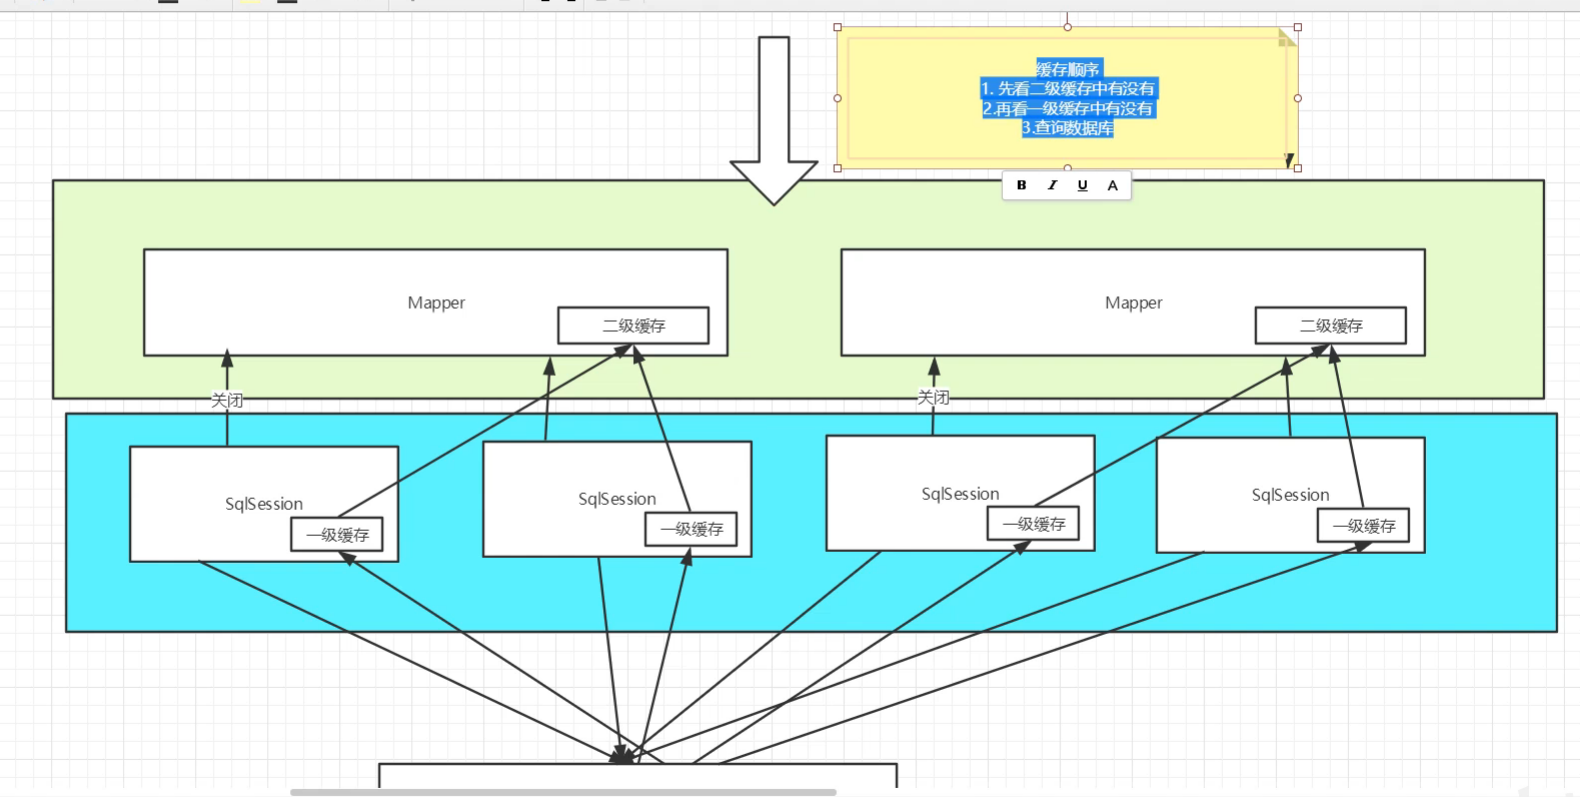 缓存顺序
1. 先看二级缓存中有没有
2.再看一级缓存中有没有
3.查询数据库
B I U A
Mapper
二级缓存
Mapper
二级缓存
关闭
关闭
SqlSession
一级缓存
SqlSession
一级缓存
SqlSession
一级缓存
SqlSession
一级缓存